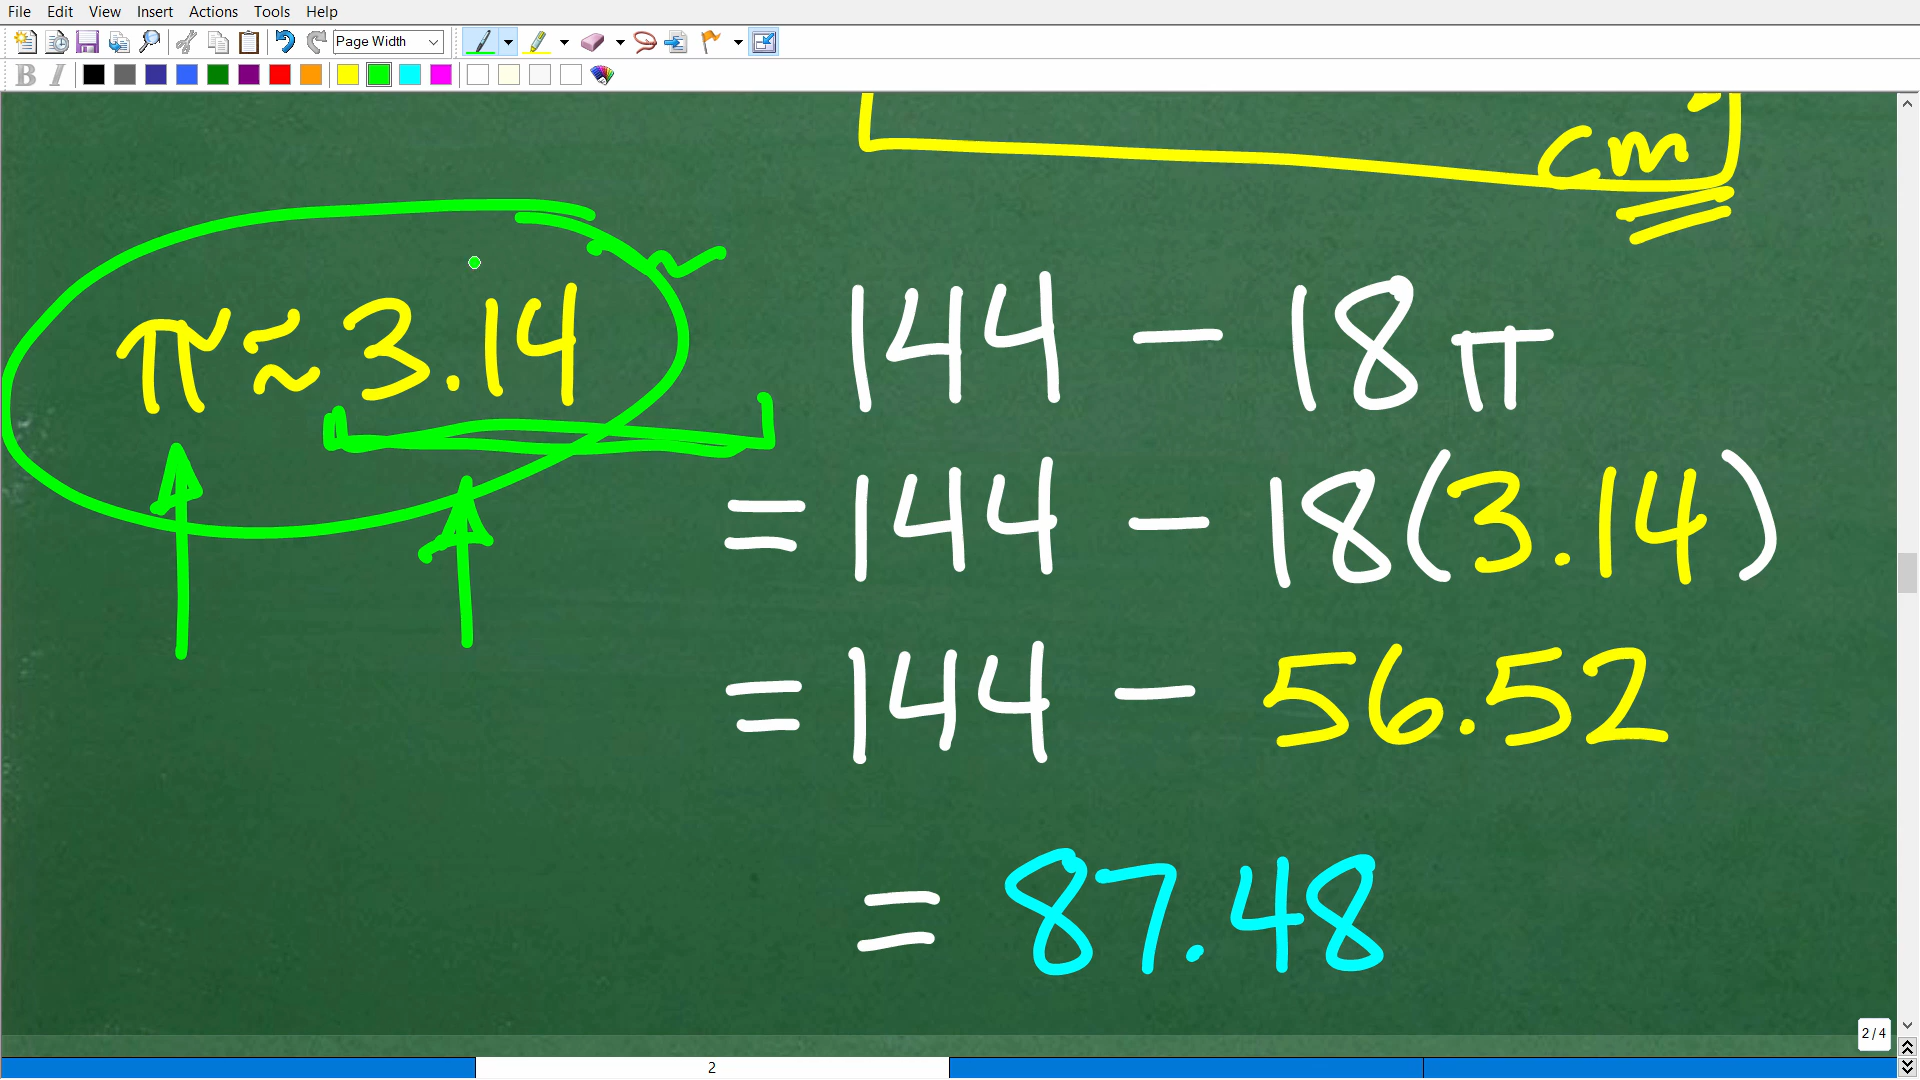 File Edit View Insert Actions Tools Help
Page Width
B I
cm²
π ≈ 3.14
144 - 18π
= 144 - 18(3.14)
= 144 - 56.52
= 87.48
2 / 4
2